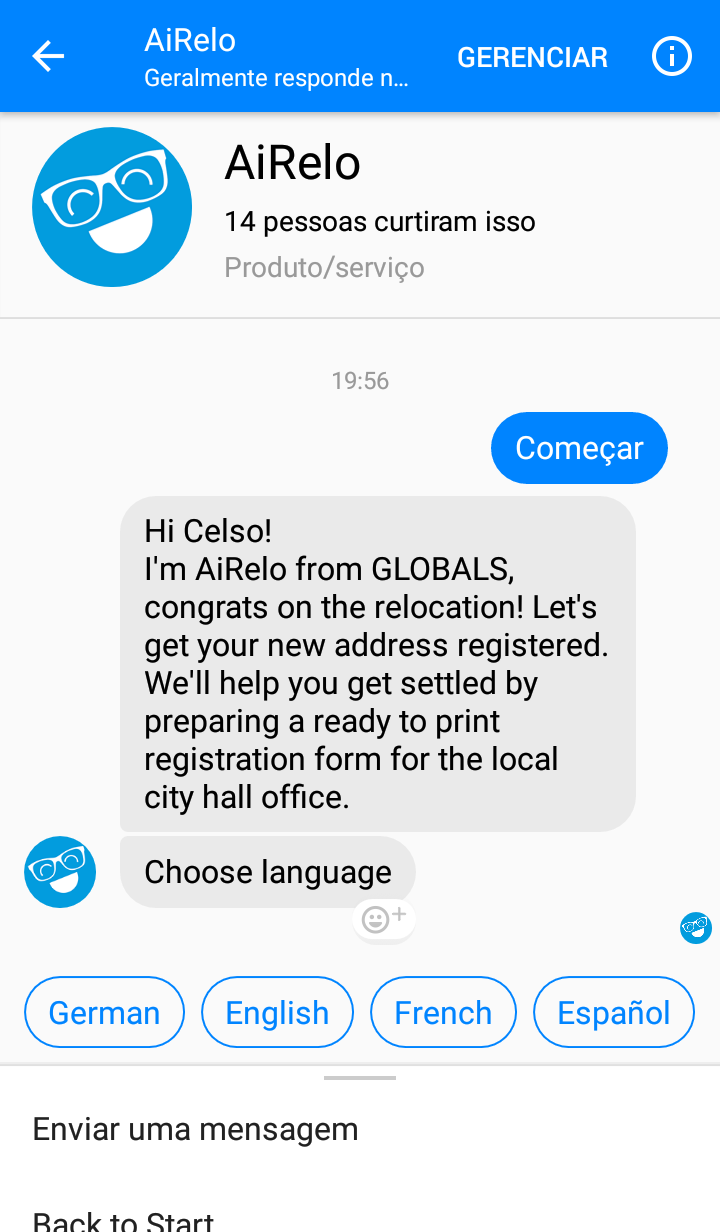 AiRelo
Geralmente responde n...
GERENCIAR
AiRelo
14 pessoas curtiram isso
Produto/serviço
19:56
Começar
Hi Celso!
I'm AiRelo from GLOBALS,
congrats on the relocation! Let's
get your new address registered.
We'll help you get settled by
preparing a ready to print
registration form for the local
city hall office.
Choose language
German
English
French
Español
Enviar uma mensagem
Back to Start